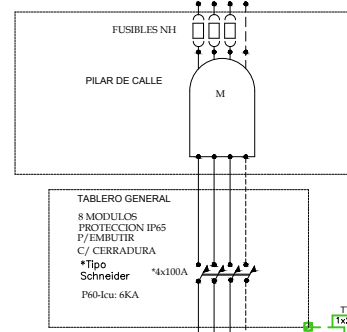 FUSIBLES NH
PILAR DE CALLE
M
TABLERO GENERAL
8 MODULOS
PROTECCION IP65
P/EMBUTIR
C/ CERRADURA
*Tipo
Schneider
*4x100A
P60-Icu: 6KA